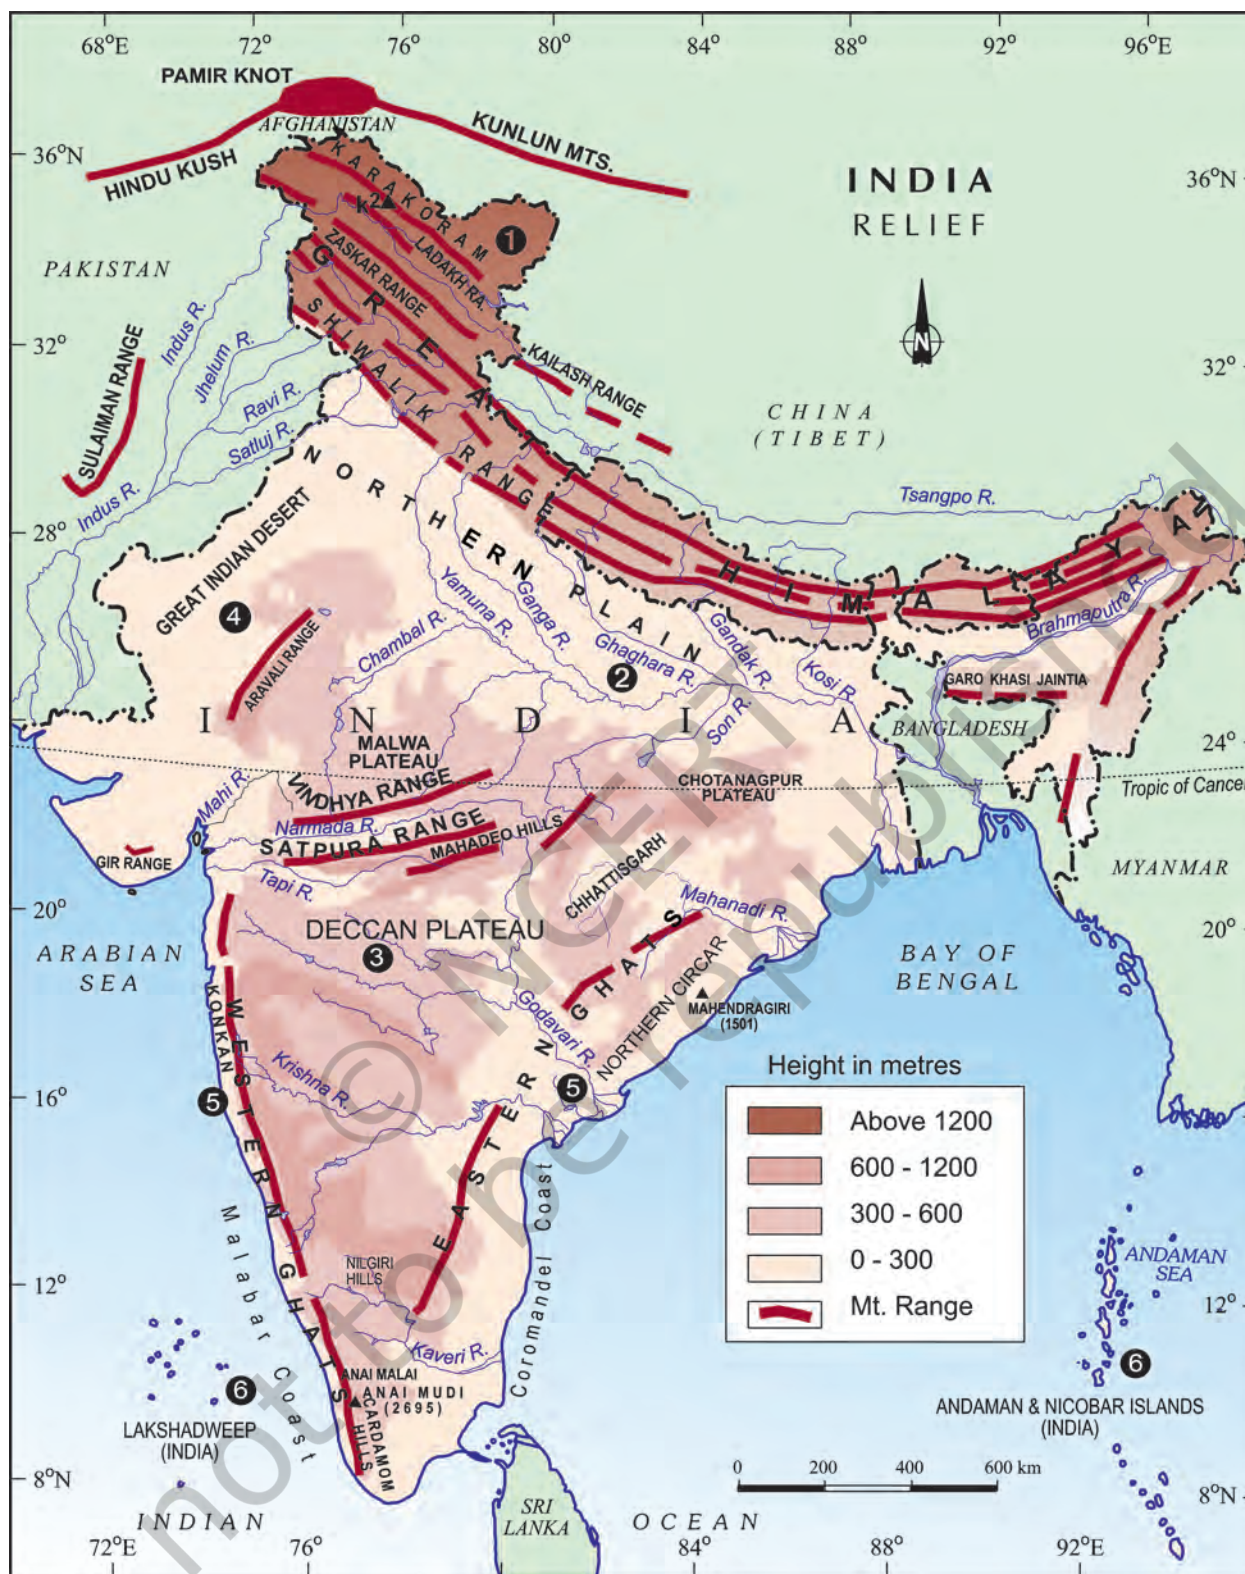 68°E 72° 76° 80° 84° 88° 92° 96°E
PAMIR KNOT
AFGHANISTAN
HINDU KUSH
KUNLUN MTS.
36°N
36°N
INDIA
RELIEF
KARAKORAM
K2
1
LADAKH RA.
ZASKAR RANGE
PAKISTAN
GREAT HIMALAYA
SHIWALIK RANGE
KAILASH RANGE
N
32°
32°
Indus R.
Jhelum R.
Ravi R.
Satluj R.
SULAIMAN RANGE
Indus R.
CHINA
(TIBET)
Tsangpo R.
28°
NORTHERN PLAIN
GREAT INDIAN DESERT
4
ARAVALI RANGE
Chambal R.
Yamuna R.
Ganga R.
Ghaghara R.
2
Gandak R.
Kosi R.
Son R.
Brahmaputra R.
GARO KHASI JAINTIA
BANGLADESH
INDIA
24°
Tropic of Cancer
MALWA
PLATEAU
VINDHYA RANGE
Mahi R.
Narmada R.
SATPURA RANGE
MAHADEO HILLS
CHOTANAGPUR
PLATEAU
GIR RANGE
Tapi R.
CHHATTISGARH
Mahanadi R.
MYANMAR
20°
20°
ARABIAN
SEA
DECCAN PLATEAU
3
BAY OF
BENGAL
WESTERN GHATS
KONKAN
EASTERN GHATS
NORTHERN CIRCAR
MAHENDRAGIRI
(1501)
Godavari R.
Krishna R.
16°
5
5
Height in metres
Above 1200
600 - 1200
300 - 600
0 - 300
Mt. Range
Malabar Coast
Coromandel Coast
NILGIRI
HILLS
12°
12°
ANDAMAN
SEA
Kaveri R.
ANAI MALAI
ANAI MUDI
(2695)
CARDAMOM
HILLS
6
LAKSHADWEEP
(INDIA)
6
ANDAMAN & NICOBAR ISLANDS
(INDIA)
0 200 400 600 km
8°N
8°N
SRI
LANKA
INDIAN OCEAN
72°E 76° 84° 88° 92°E
© NCERT
not to be republished